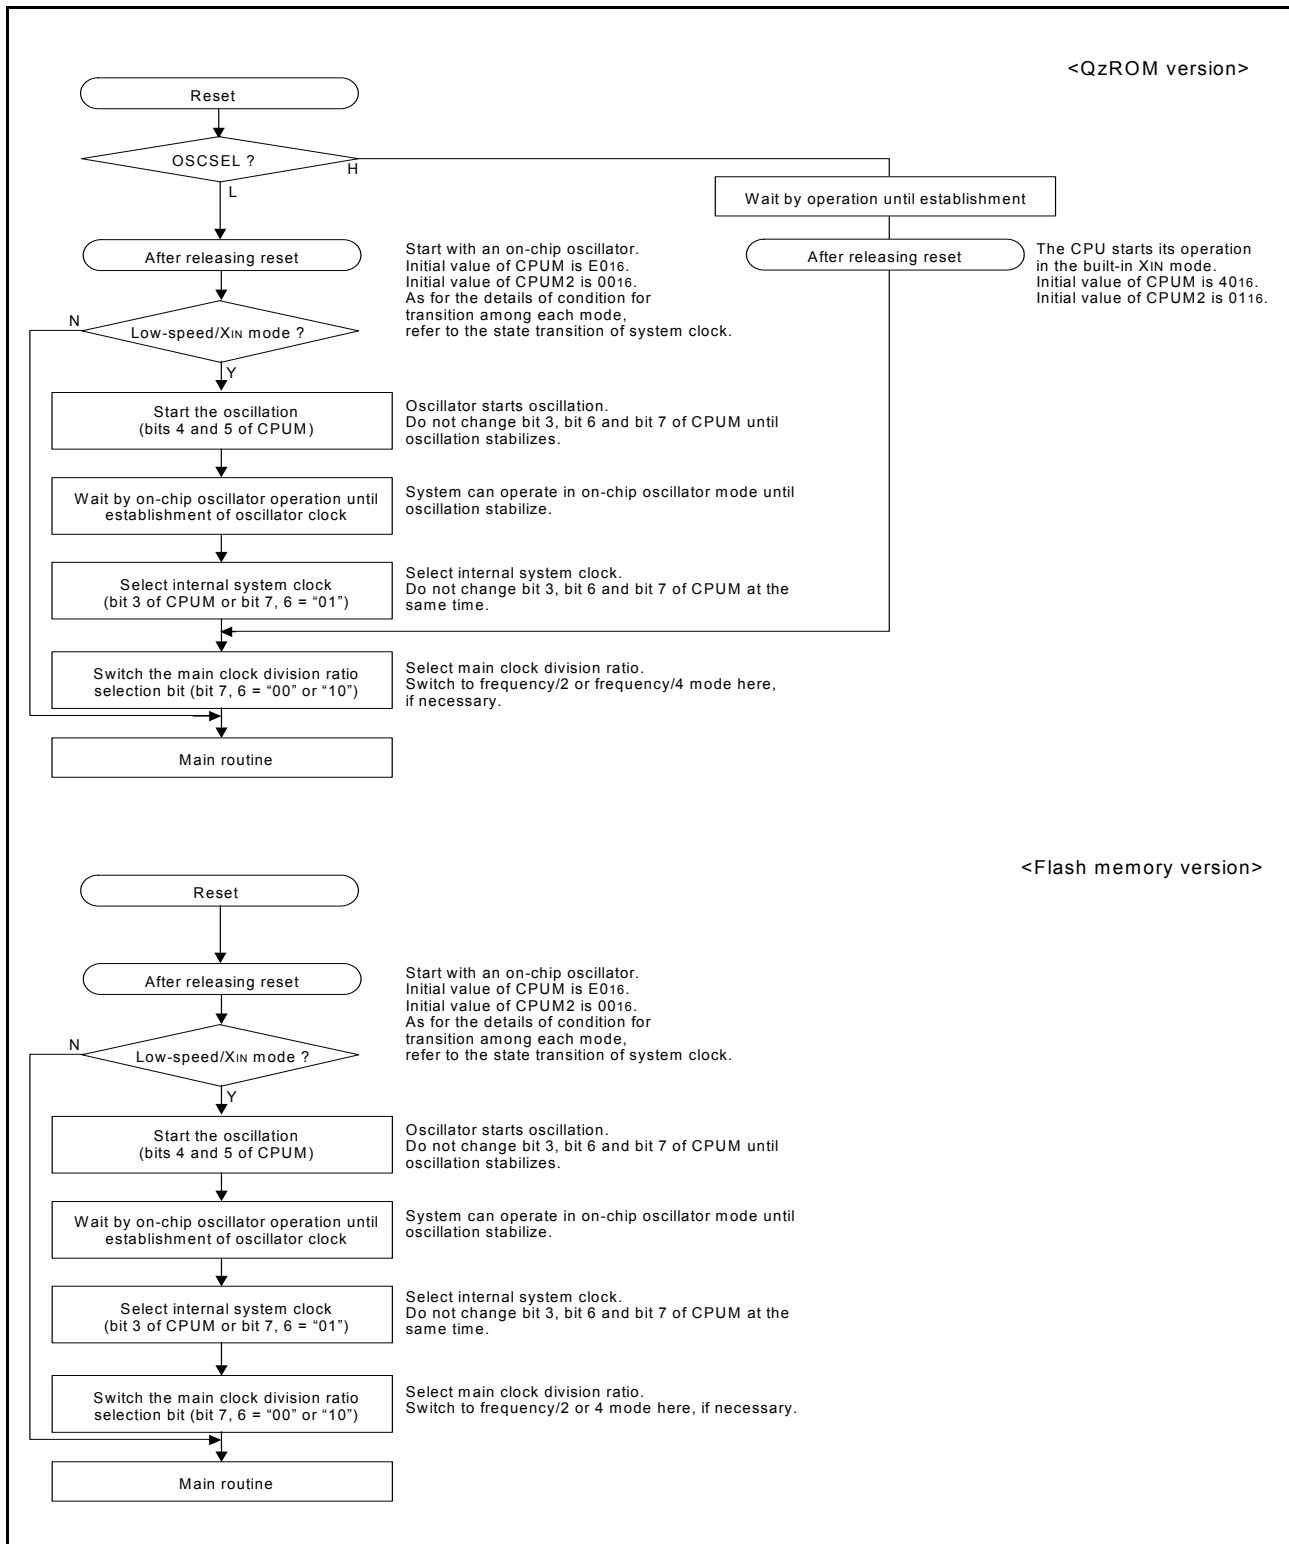 <QzROM version>
Reset
OSCSEL ?
H
L
Wait by operation until establishment
After releasing reset
Start with an on-chip oscillator.
Initial value of CPUM is E016.
Initial value of CPUM2 is 0016.
As for the details of condition for
transition among each mode,
refer to the state transition of system clock.
After releasing reset
The CPU starts its operation
in the built-in XIN mode.
Initial value of CPUM is 4016.
Initial value of CPUM2 is 0116.
N
Low-speed/XIN mode ?
Y
Start the oscillation
(bits 4 and 5 of CPUM)
Oscillator starts oscillation.
Do not change bit 3, bit 6 and bit 7 of CPUM until
oscillation stabilizes.
Wait by on-chip oscillator operation until
establishment of oscillator clock
System can operate in on-chip oscillator mode until
oscillation stabilize.
Select internal system clock
(bit 3 of CPUM or bit 7, 6 = “01”)
Select internal system clock.
Do not change bit 3, bit 6 and bit 7 of CPUM at the
same time.
Switch the main clock division ratio
selection bit (bit 7, 6 = “00” or “10”)
Select main clock division ratio.
Switch to frequency/2 or frequency/4 mode here,
if necessary.
Main routine
<Flash memory version>
Reset
After releasing reset
Start with an on-chip oscillator.
Initial value of CPUM is E016.
Initial value of CPUM2 is 0016.
As for the details of condition for
transition among each mode,
refer to the state transition of system clock.
N
Low-speed/XIN mode ?
Y
Start the oscillation
(bits 4 and 5 of CPUM)
Oscillator starts oscillation.
Do not change bit 3, bit 6 and bit 7 of CPUM until
oscillation stabilizes.
Wait by on-chip oscillator operation until
establishment of oscillator clock
System can operate in on-chip oscillator mode until
oscillation stabilize.
Select internal system clock
(bit 3 of CPUM or bit 7, 6 = “01”)
Select internal system clock.
Do not change bit 3, bit 6 and bit 7 of CPUM at the
same time.
Switch the main clock division ratio
selection bit (bit 7, 6 = “00” or “10”)
Select main clock division ratio.
Switch to frequency/2 or 4 mode here, if necessary.
Main routine